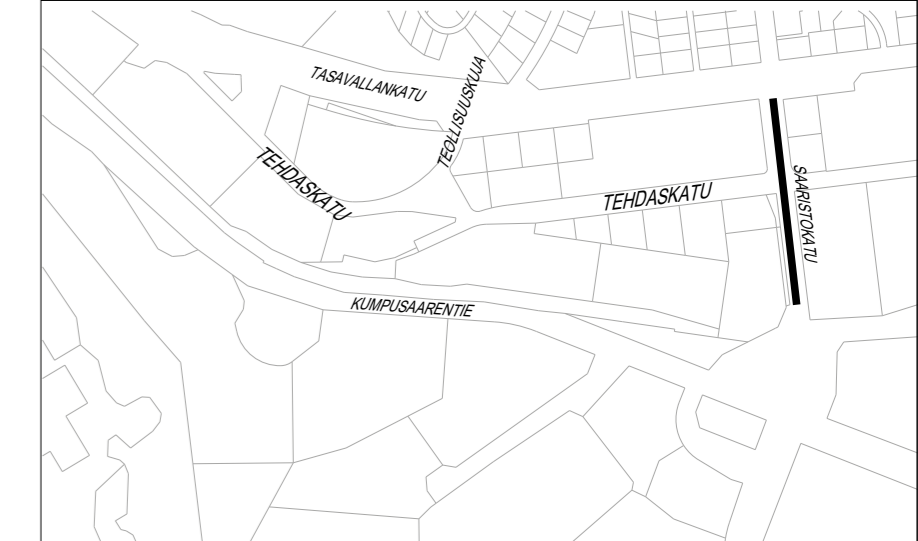 TASAVALLANKATU
TEOLLISUUSKUJA
TEHDASKATU
TEHDASKATU
SAARISTOKATU
KUMPUSAARENTIE